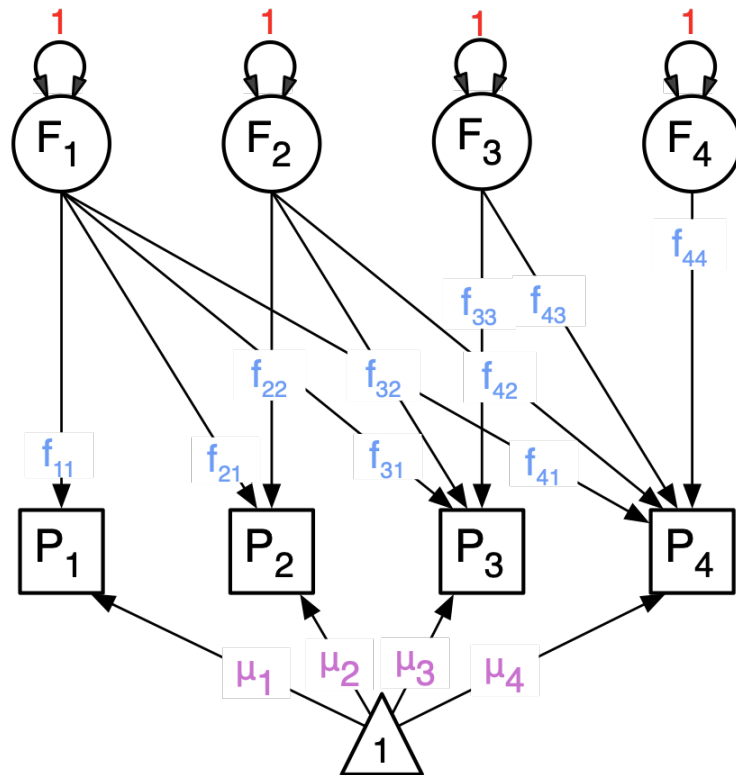 1 1 1 1
F₁ F₂ F₃ F₄
f₄₄
f₃₃ f₄₃
f₂₂ f₃₂ f₄₂
f₁₁ f₂₁ f₃₁ f₄₁
P₁ P₂ P₃ P₄
μ₁ μ₂ μ₃ μ₄
1